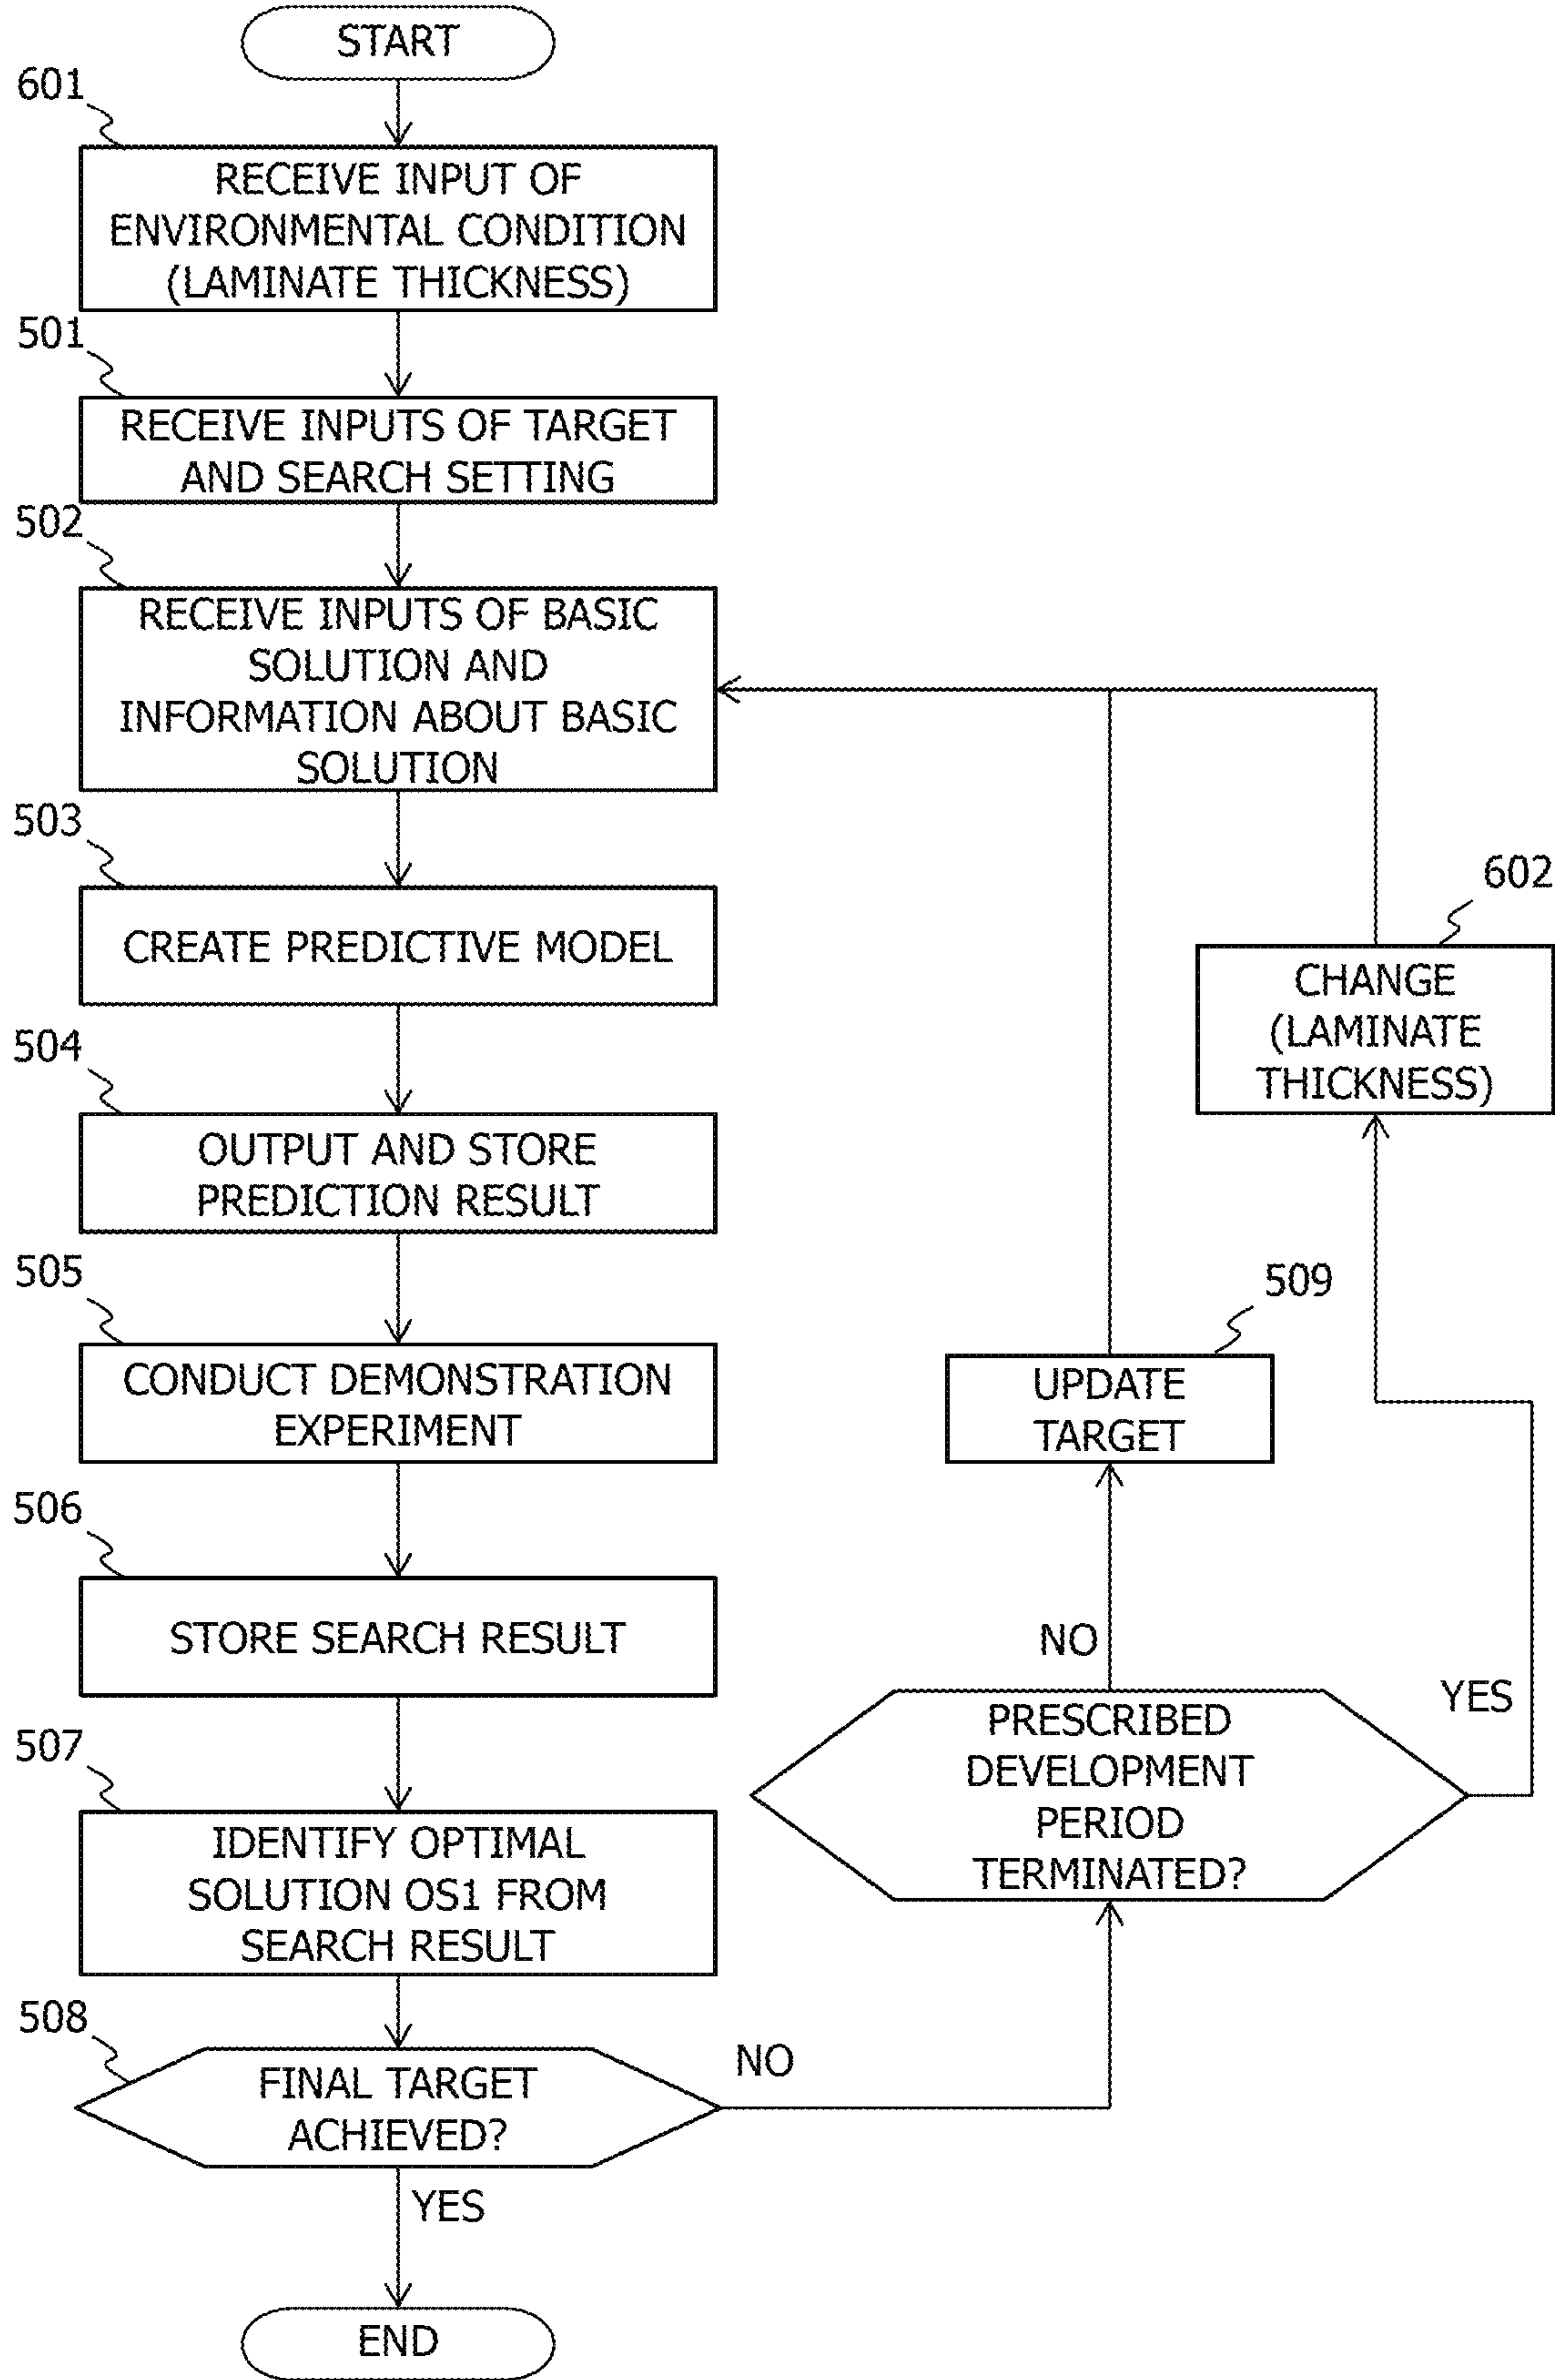 START
601
RECEIVE INPUT OF
ENVIRONMENTAL CONDITION
(LAMINATE THICKNESS)
501
RECEIVE INPUTS OF TARGET
AND SEARCH SETTING
502
RECEIVE INPUTS OF BASIC
SOLUTION AND
INFORMATION ABOUT BASIC
SOLUTION
503
CREATE PREDICTIVE MODEL
504
OUTPUT AND STORE
PREDICTION RESULT
505
CONDUCT DEMONSTRATION
EXPERIMENT
506
STORE SEARCH RESULT
507
IDENTIFY OPTIMAL
SOLUTION OS1 FROM
SEARCH RESULT
508
FINAL TARGET
ACHIEVED?
NO
YES
END
PRESCRIBED
DEVELOPMENT
PERIOD
TERMINATED?
NO
YES
509
UPDATE
TARGET
602
CHANGE
(LAMINATE
THICKNESS)